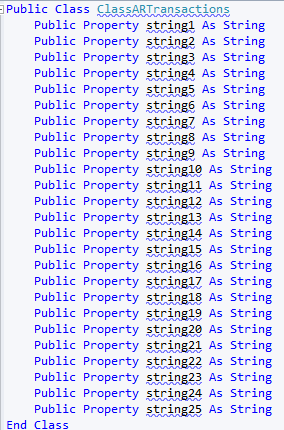 Public Class ClassARTransactions
Public Property string1 As String
Public Property string2 As String
Public Property string3 As String
Public Property string4 As String
Public Property string5 As String
Public Property string6 As String
Public Property string7 As String
Public Property string8 As String
Public Property string9 As String
Public Property string10 As String
Public Property string11 As String
Public Property string12 As String
Public Property string13 As String
Public Property string14 As String
Public Property string15 As String
Public Property string16 As String
Public Property string17 As String
Public Property string18 As String
Public Property string19 As String
Public Property string20 As String
Public Property string21 As String
Public Property string22 As String
Public Property string23 As String
Public Property string24 As String
Public Property string25 As String
End Class